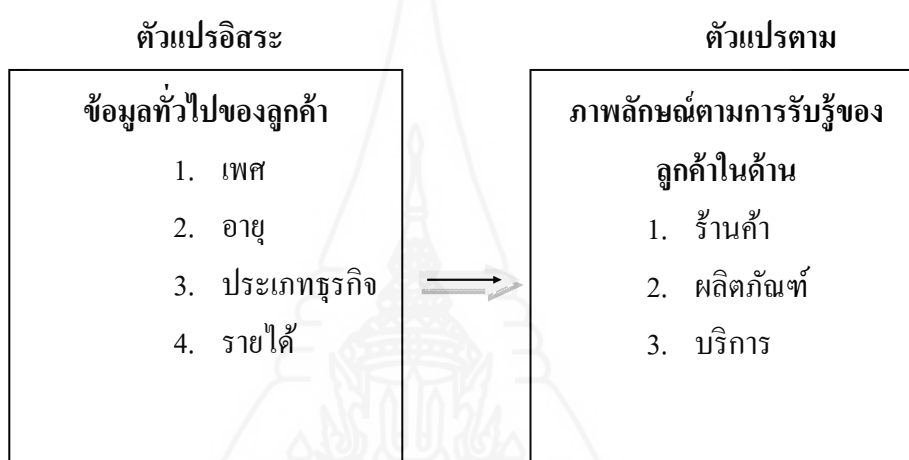 ตัวแปรอิสระ
ข้อมูลทั่วไปของลูกค้า
1. เพศ
2. อายุ
3. ประเภทธุรกิจ
4. รายได้
ตัวแปรตาม
ภาพลักษณ์ตามการรับรู้ของ
ลูกค้าในด้าน
1. ร้านค้า
2. ผลิตภัณฑ์
3. บริการ